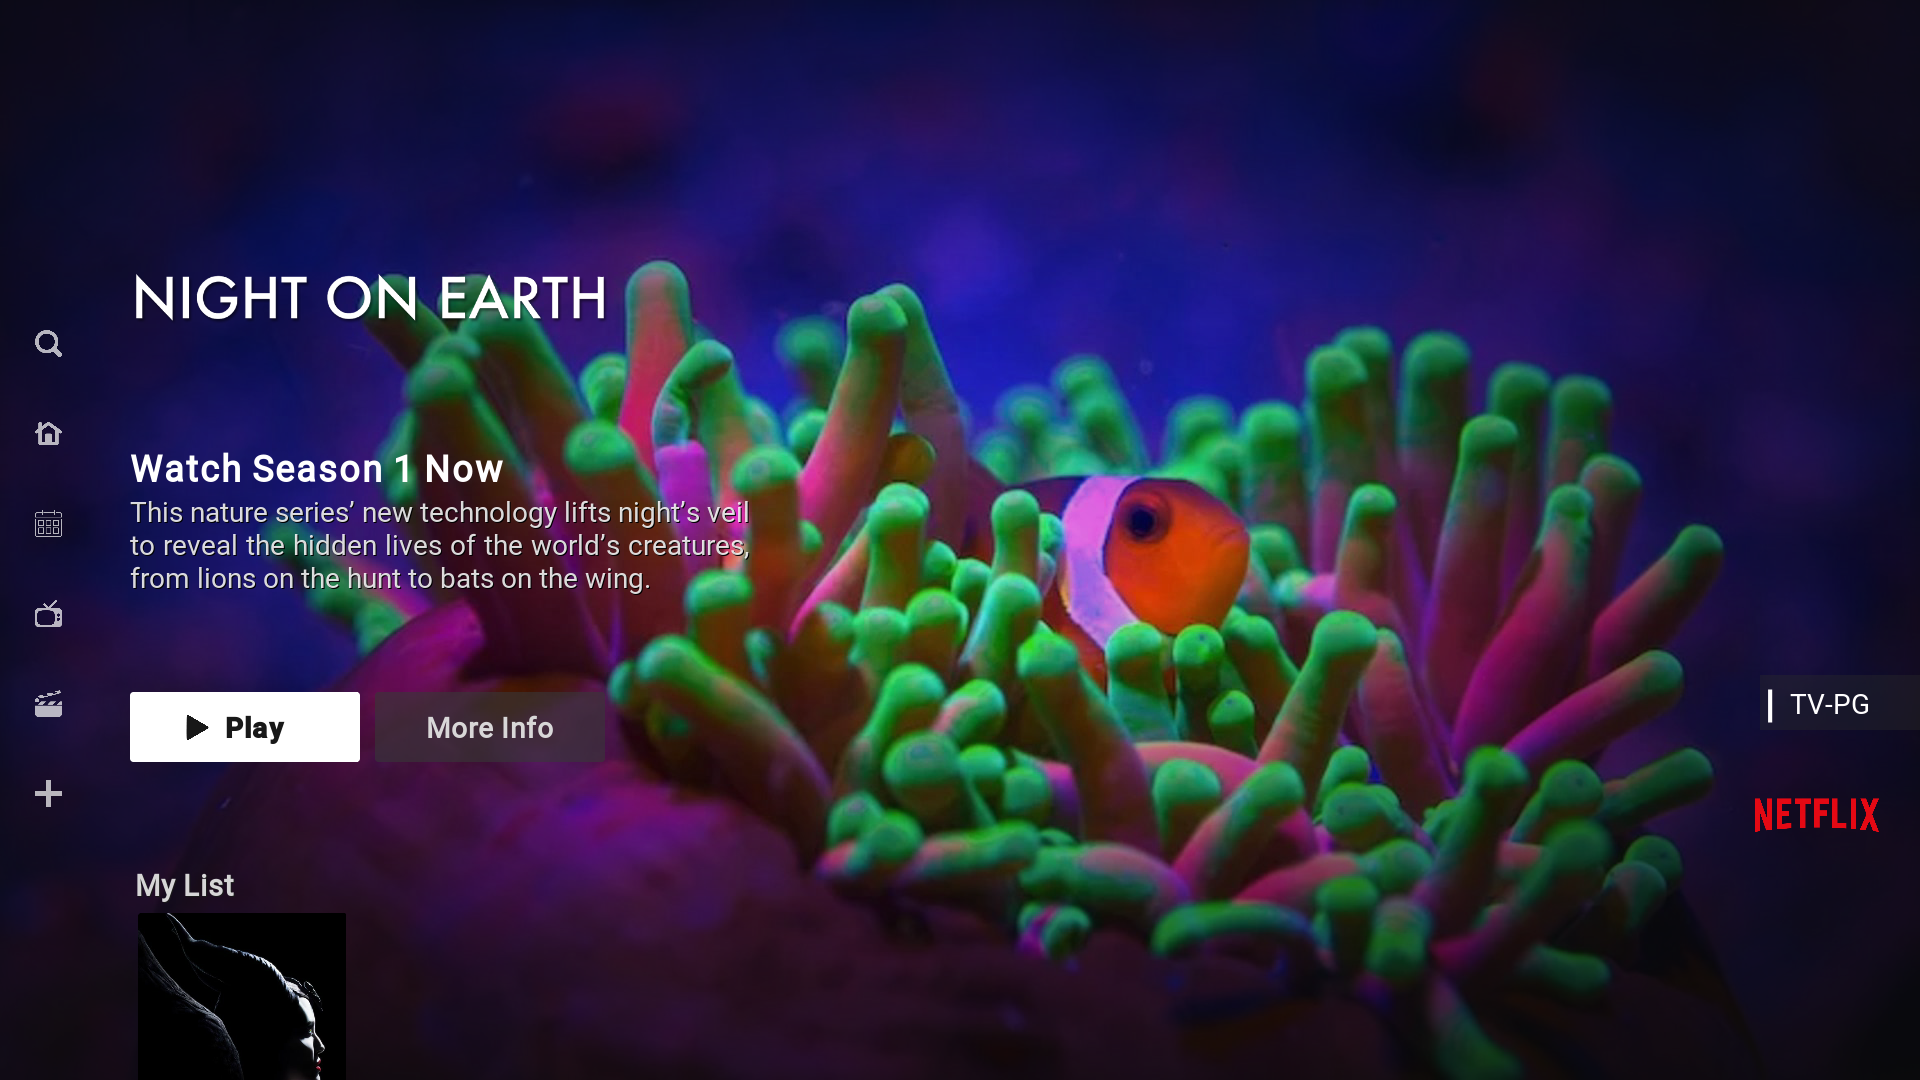 NIGHT ON EARTH
Watch Season 1 Now
This nature series’ new technology lifts night’s veil
to reveal the hidden lives of the world’s creatures,
from lions on the hunt to bats on the wing.
Play
More Info
TV-PG
NETFLIX
My List